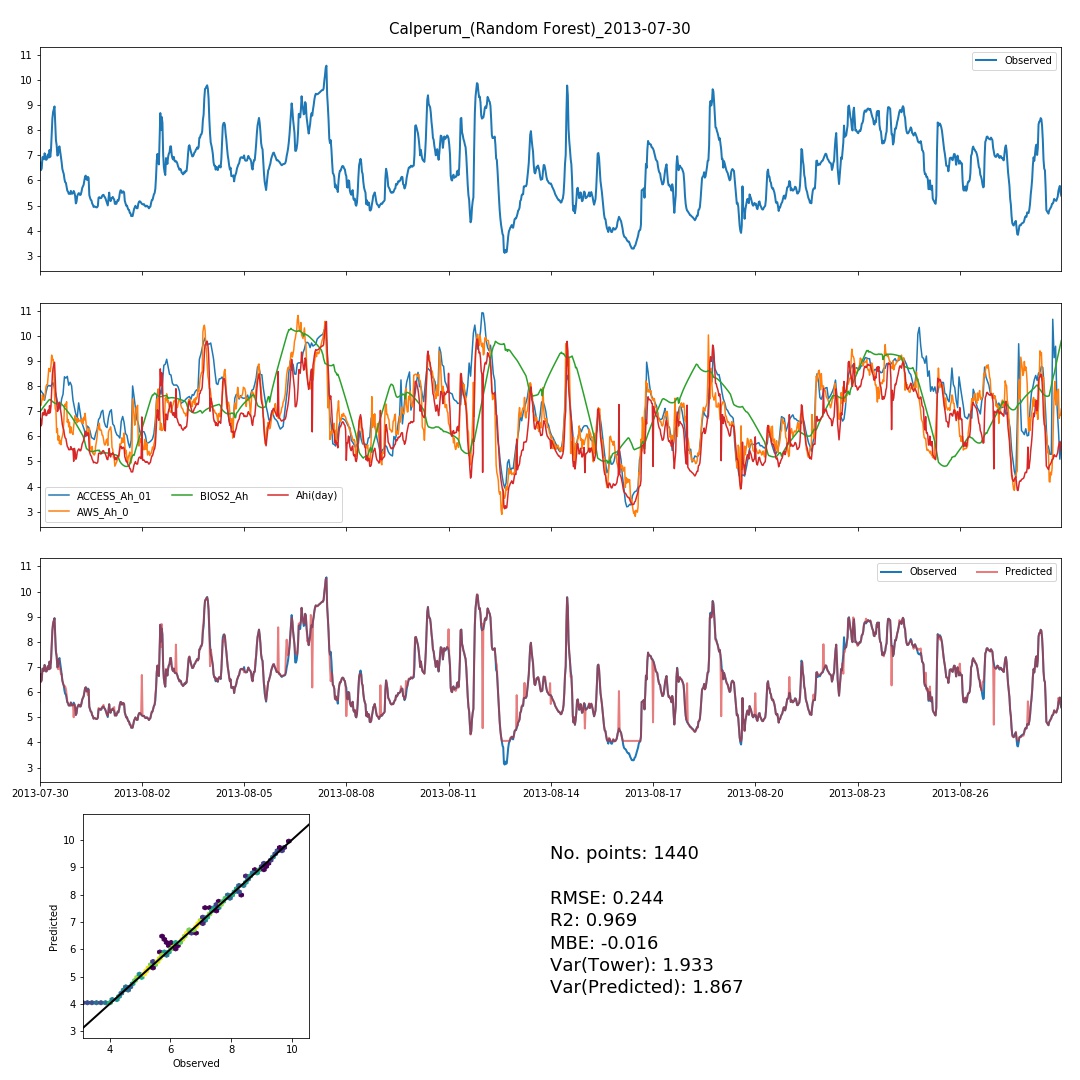 Calperum_(Random Forest)_2013-07-30
11
10
9
8
7
6
5
4
3
Observed
11
10
9
8
7
6
5
4
3
ACCESS_Ah_01 BIOS2_Ah Ahi(day)
AWS_Ah_0
11
10
9
8
7
6
5
4
3
Observed Predicted
2013-07-30 2013-08-02 2013-08-05 2013-08-08 2013-08-11 2013-08-14 2013-08-17 2013-08-20 2013-08-23 2013-08-26
10
9
8
7
6
5
4
3
Predicted
4 6 8 10
Observed
No. points: 1440
RMSE: 0.244
R2: 0.969
MBE: -0.016
Var(Tower): 1.933
Var(Predicted): 1.867